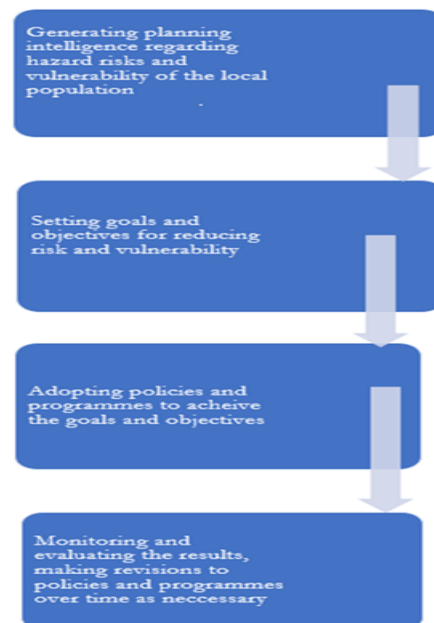 Generating planning
intelligence regarding
hazard risks and
vulnerability of the local
population
.
Setting goals and
objectives for reducing
risk and vulnerability
Adopting policies and
programmes to acheive
the goals and objectives
Monitoring and
evaluating the results,
making revisions to
policies and programmes
over time as neccessary